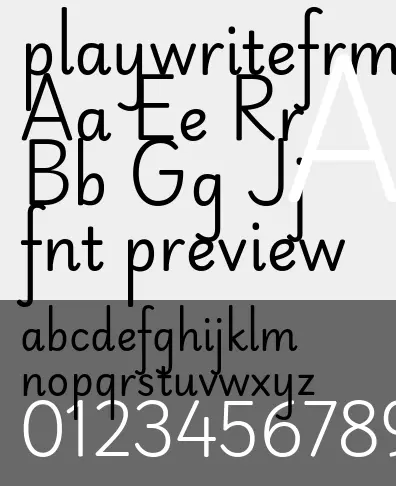 playwritefrm
Aa Ee Rr
A
Bb Gg Jj
fnt preview
abcdefghijklm
nopqrstuvwxyz
0123456789